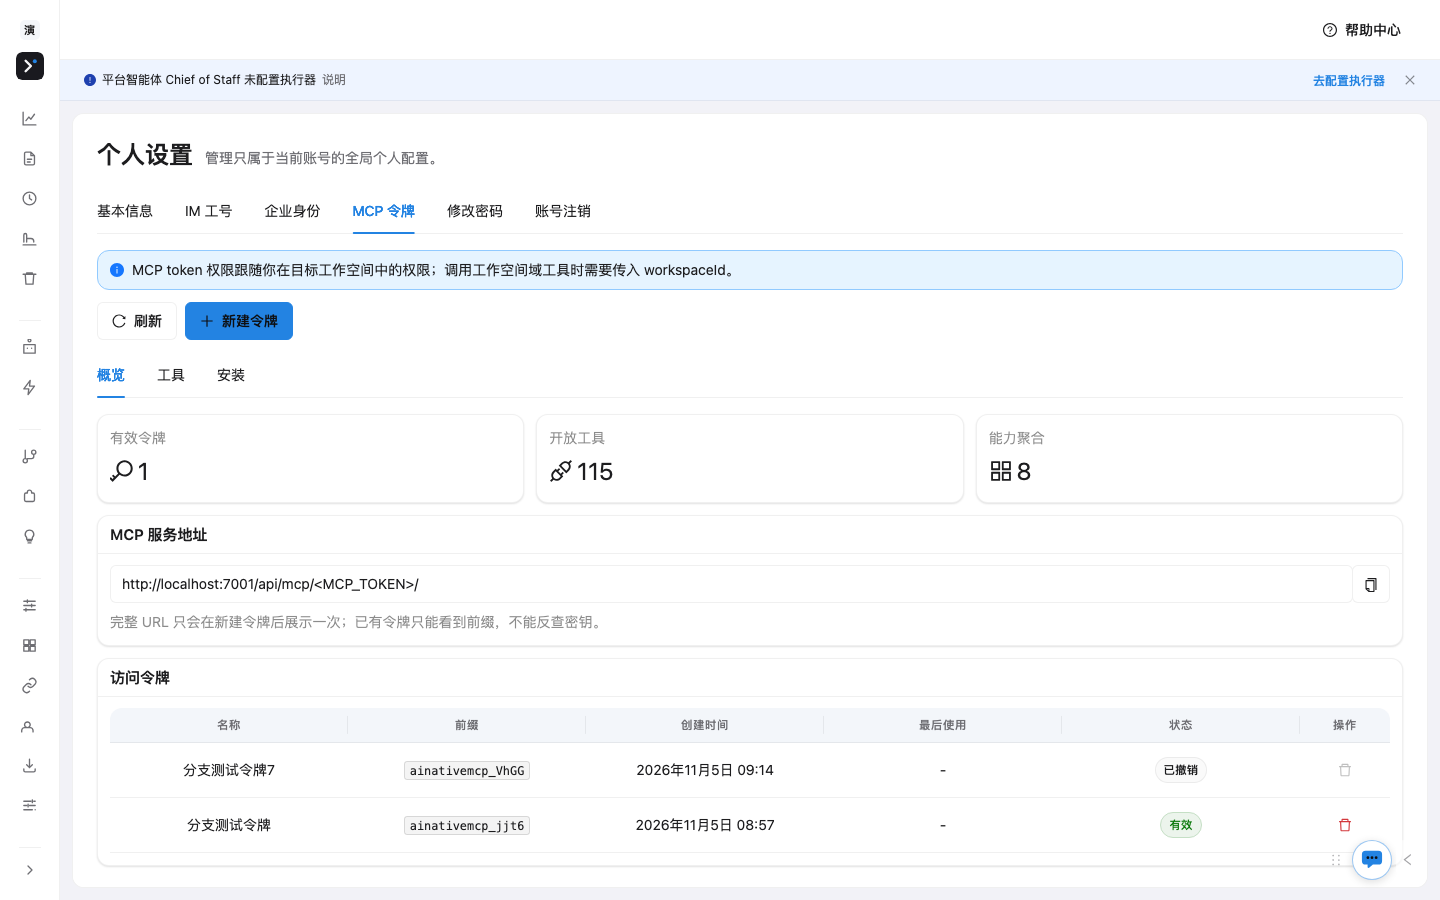 演
帮助中心
平台智能体 Chief of Staff 未配置执行器 说明
去配置执行器
个人设置 管理只属于当前账号的全局个人配置。
基本信息 IM 工号 企业身份 MCP 令牌 修改密码 账号注销
MCP token 权限跟随你在目标工作空间中的权限；调用工作空间域工具时需要传入 workspaceId。
刷新 新建令牌
概览 工具 安装
有效令牌 开放工具 能力聚合
1 115 8
MCP 服务地址
http://localhost:7001/api/mcp/<MCP_TOKEN>/
完整 URL 只会在新建令牌后展示一次；已有令牌只能看到前缀，不能反查密钥。
访问令牌
名称 前缀 创建时间 最后使用 状态 操作
分支测试令牌7 ainativemcp_VhGG 2026年11月5日 09:14 - 已撤销
分支测试令牌 ainativemcp_jjt6 2026年11月5日 08:57 - 有效